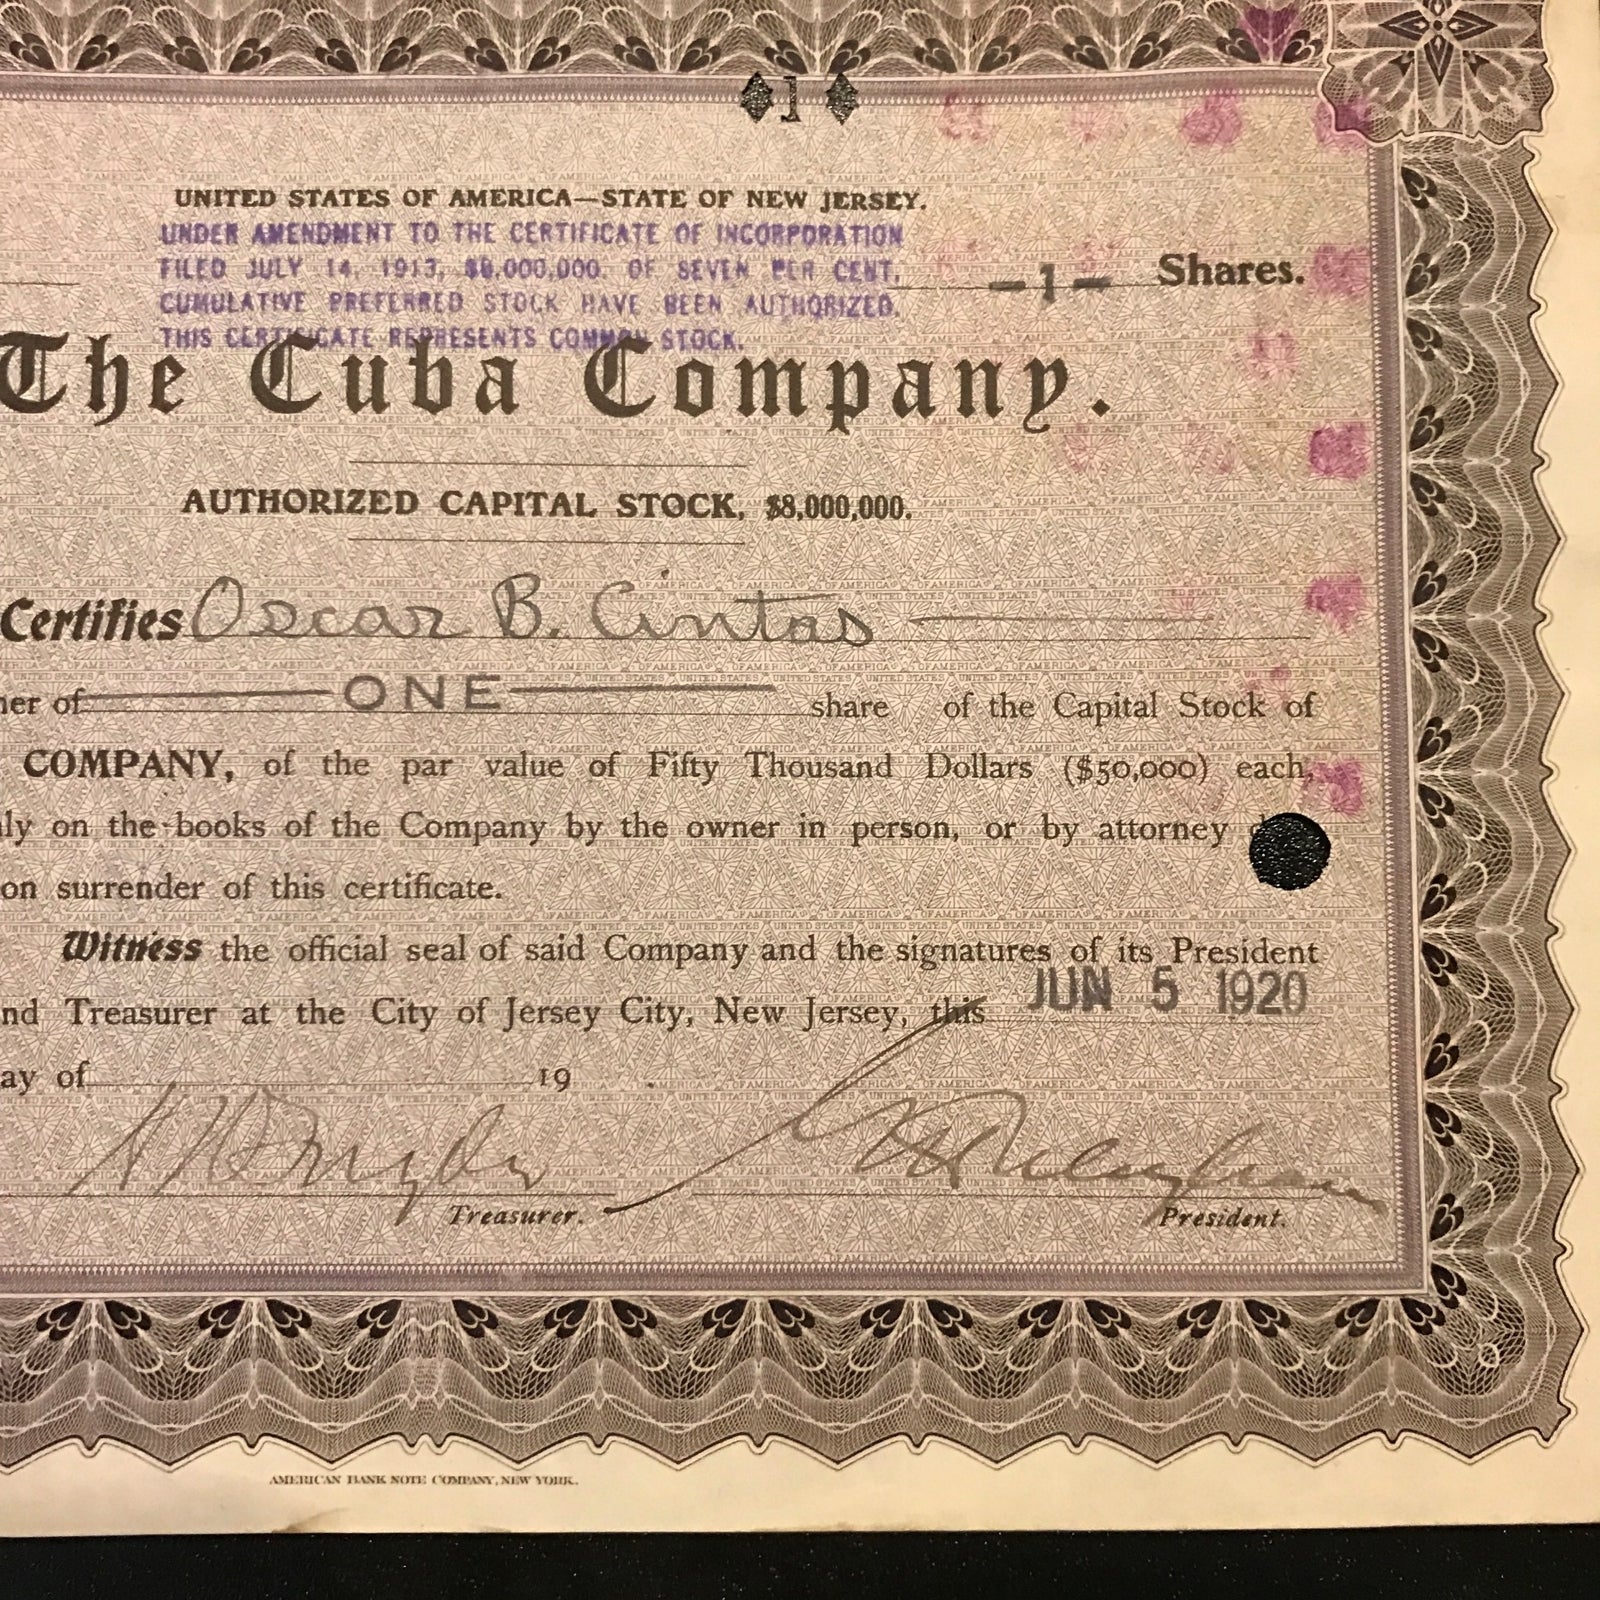 1
UNITED STATES OF AMERICA—STATE OF NEW JERSEY.
UNDER AMENDMENT TO THE CERTIFICATE OF INCORPORATION
FILED JULY 14, 1913, $8,000,000. OF SEVEN PER CENT.
CUMULATIVE PREFERRED STOCK HAVE BEEN AUTHORIZED.
THIS CERTIFICATE REPRESENTS COMMON STOCK.
—1— Shares.
The Cuba Company.
AUTHORIZED CAPITAL STOCK, $8,000,000.
Certifies Oscar B. Cintas
ner of ONE share of the Capital Stock of
COMPANY, of the par value of Fifty Thousand Dollars ($50,000) each,
ly on the books of the Company by the owner in person, or by attorney
on surrender of this certificate.
Witness the official seal of said Company and the signatures of its President
nd Treasurer at the City of Jersey City, New Jersey, this JUN 5 1920
ay of 19
Treasurer. President.
AMERICAN BANK NOTE COMPANY, NEW YORK.